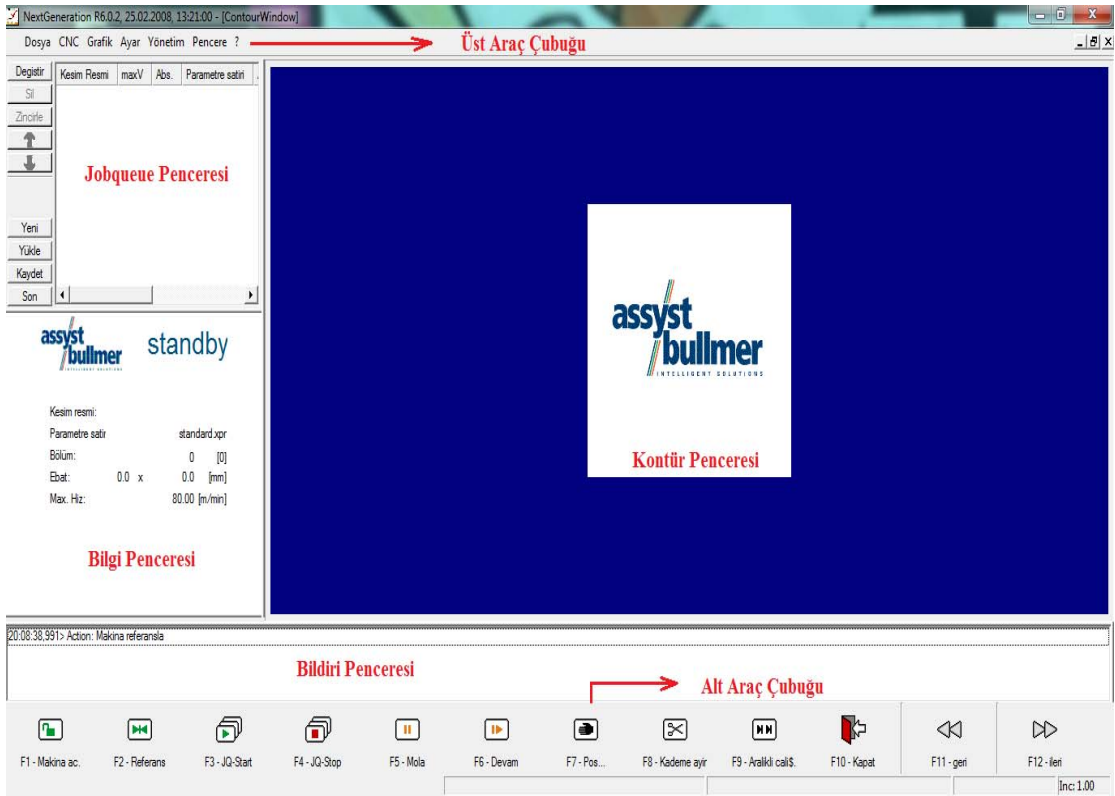 NextGeneration R6.0.2, 25.02.2008, 13:21:00 - [ContourWindow]
Dosya CNC Grafik Ayar Yönetim Pencere ?
Üst Araç Çubuğu
Degistir
Kesim Resmi maxV Abs. Parametre satiri
Sil
Zincirle
Jobqueue Penceresi
Yeni
Yükle
Kaydet
Son
assyst
bullmer
INTELLIGENT SOLUTIONS
standby
Kesim resmi:
Parametre satir standard.xpr
Bölüm: 0 [0]
Ebat: 0.0 x 0.0 [mm]
Max. Hiz: 80.00 [m/min]
Bilgi Penceresi
assyst
bullmer
INTELLIGENT SOLUTIONS
Kontür Penceresi
20:08:38,991> Action: Makina referansla
Bildiri Penceresi
Alt Araç Çubuğu
F1 - Makina ac. F2 - Referans F3 - JQ-Start F4 - JQ-Stop F5 - Mola F6 - Devam F7 - Pos... F8 - Kademe ayir F9 - Aralikli cali$. F10 - Kapat F11 - geri F12 - ileri
Inc: 1.00